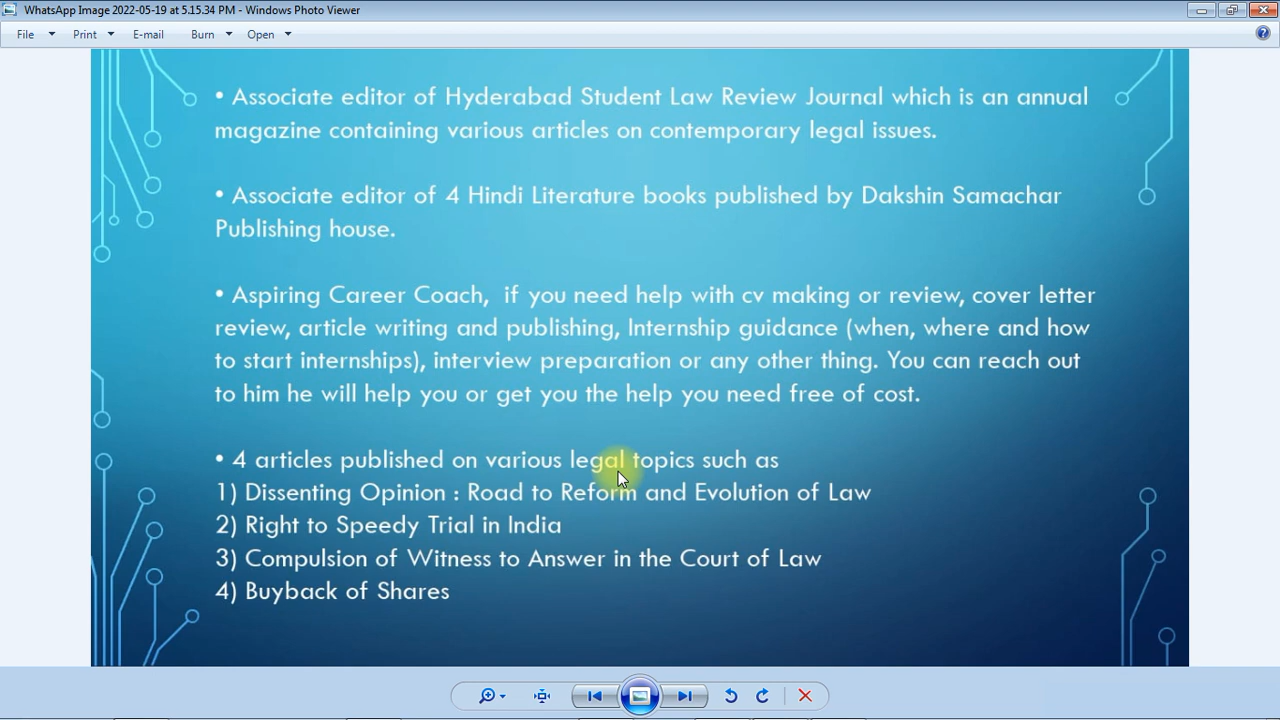 WhatsApp Image 2022-05-19 at 5.15.34 PM - Windows Photo Viewer
File Print E-mail Burn Open
• Associate editor of Hyderabad Student Law Review Journal which is an annual
magazine containing various articles on contemporary legal issues.
• Associate editor of 4 Hindi Literature books published by Dakshin Samachar
Publishing house.
• Aspiring Career Coach,  if you need help with cv making or review, cover letter
review, article writing and publishing, Internship guidance (when, where and how
to start internships), interview preparation or any other thing. You can reach out
to him he will help you or get you the help you need free of cost.
• 4 articles published on various legal topics such as
1) Dissenting Opinion : Road to Reform and Evolution of Law
2) Right to Speedy Trial in India
3) Compulsion of Witness to Answer in the Court of Law
4) Buyback of Shares